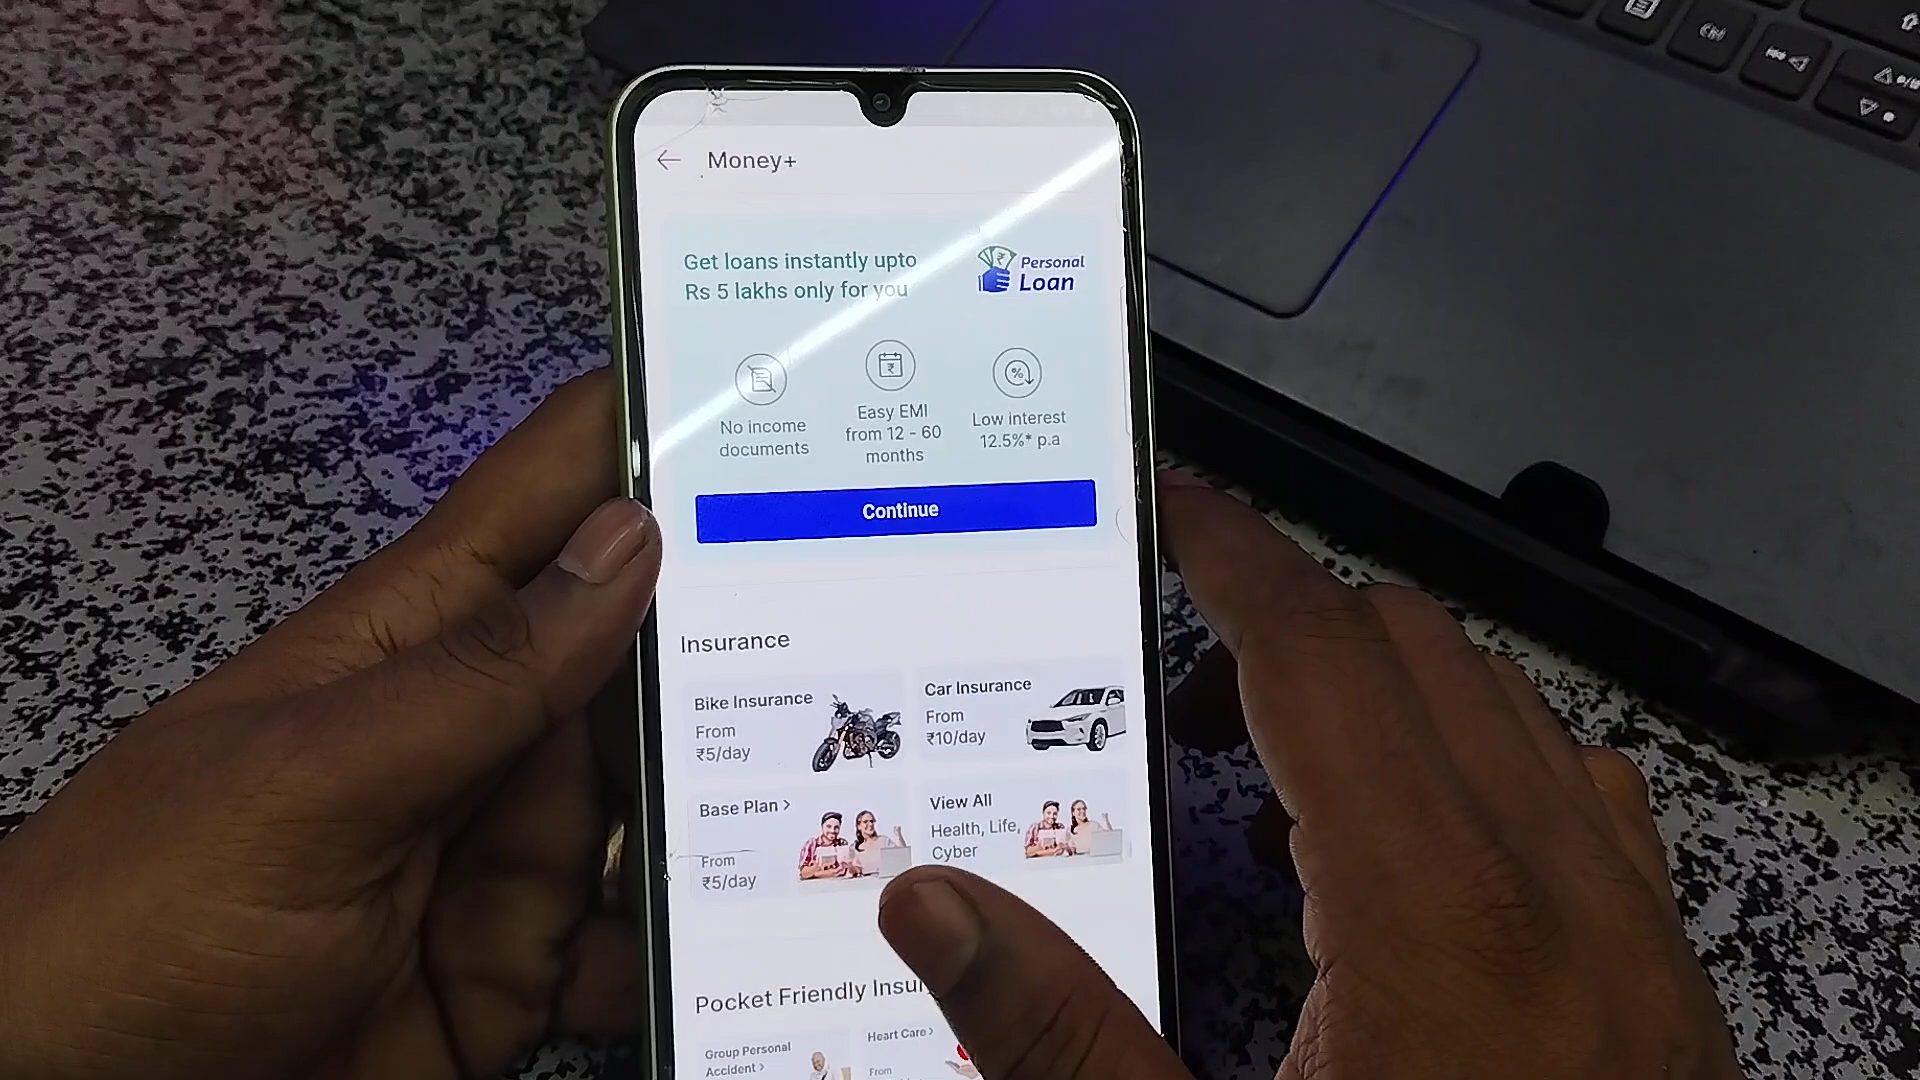 Money+
Get loans instantly upto
Rs 5 lakhs only for you
Personal
Loan
No income
documents
Easy EMI
from 12 - 60
months
Low interest
12.5%* p.a
Continue
Insurance
Bike Insurance
From
₹5/day
Car Insurance
From
₹10/day
Base Plan >
From
₹5/day
View All
Health, Life,
Cyber
Pocket Friendly Insu
Group Personal
Accident >
Heart Care >
From